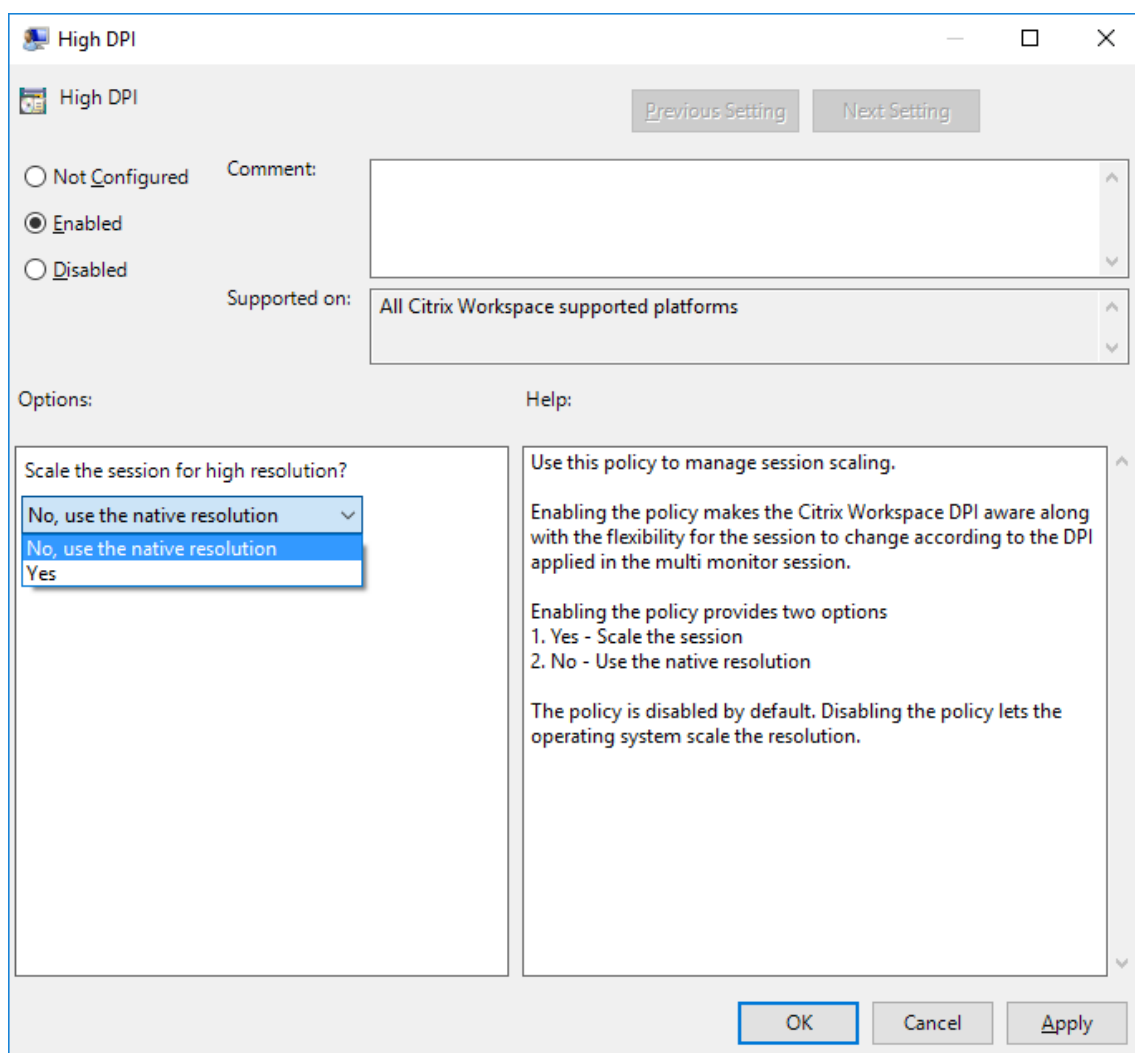 High DPI
High DPI
Previous Setting
Next Setting
Not Configured
Comment:
Enabled
Disabled
Supported on:
All Citrix Workspace supported platforms
Options:
Help:
Scale the session for high resolution?
No, use the native resolution
No, use the native resolution
Yes
Use this policy to manage session scaling.
Enabling the policy makes the Citrix Workspace DPI aware along
with the flexibility for the session to change according to the DPI
applied in the multi monitor session.
Enabling the policy provides two options
1. Yes - Scale the session
2. No - Use the native resolution
The policy is disabled by default. Disabling the policy lets the
operating system scale the resolution.
OK
Cancel
Apply